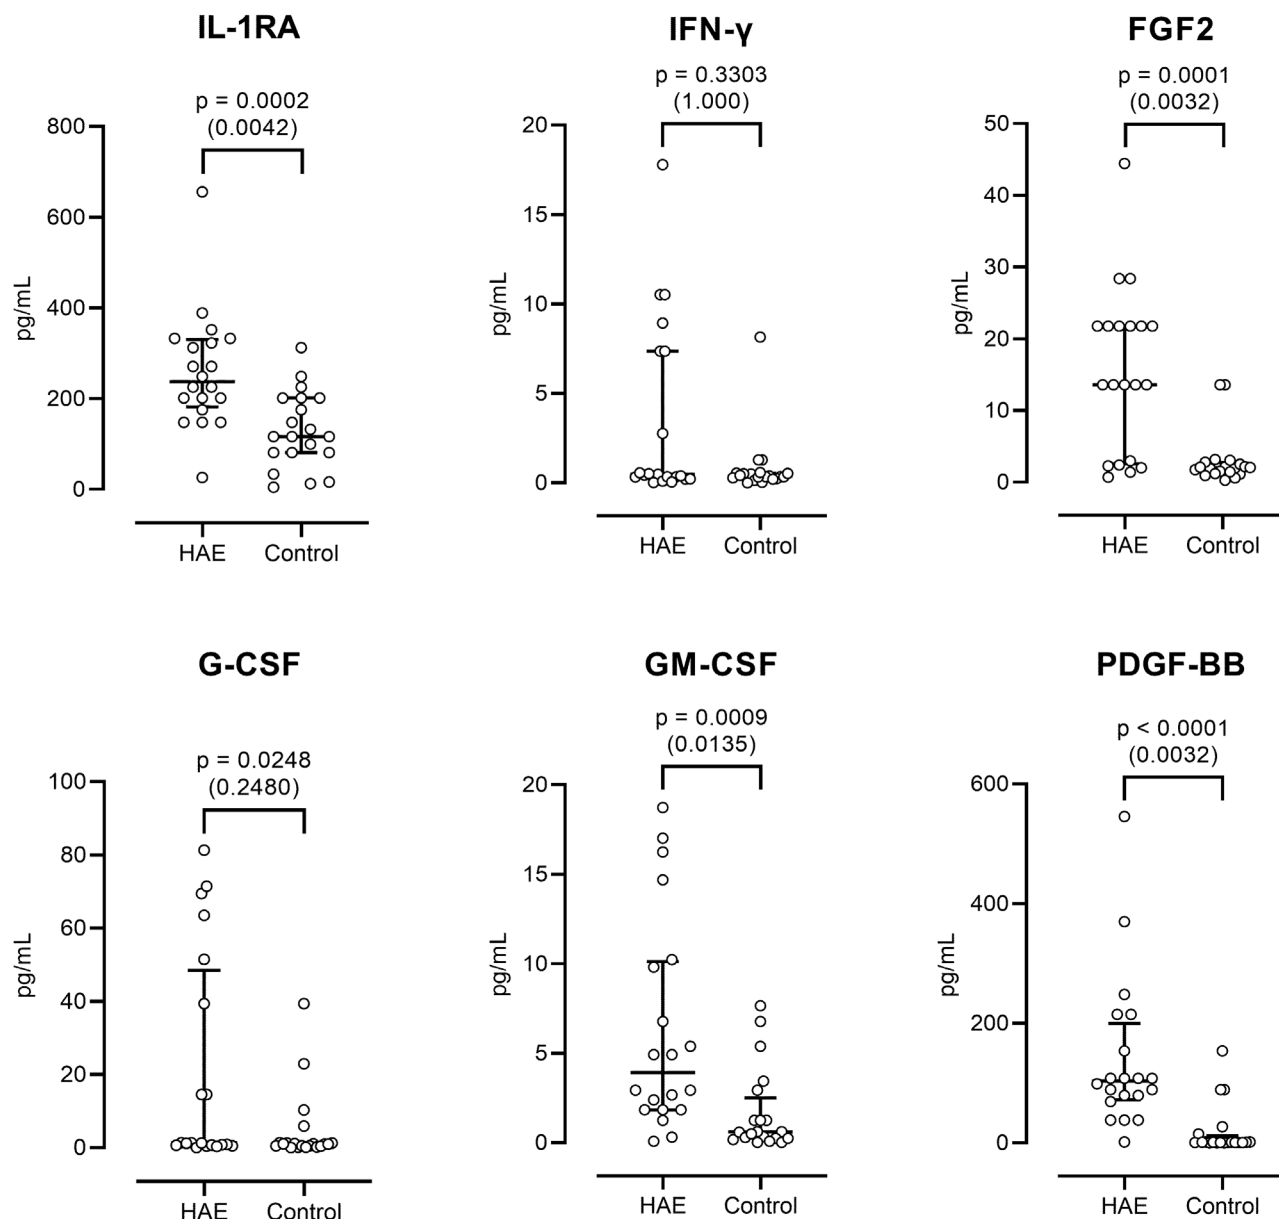 IL-1RA
p = 0.0002
(0.0042)
800
600
400
200
0
pg/mL
HAE Control
IFN-γ
p = 0.3303
(1.000)
20
15
10
5
0
pg/mL
HAE Control
FGF2
p = 0.0001
(0.0032)
50
40
30
20
10
0
pg/mL
HAE Control
G-CSF
p = 0.0248
(0.2480)
100
80
60
40
20
0
pg/mL
HAE Control
GM-CSF
p = 0.0009
(0.0135)
20
15
10
5
0
pg/mL
HAE Control
PDGF-BB
p < 0.0001
(0.0032)
600
400
200
0
pg/mL
HAE Control